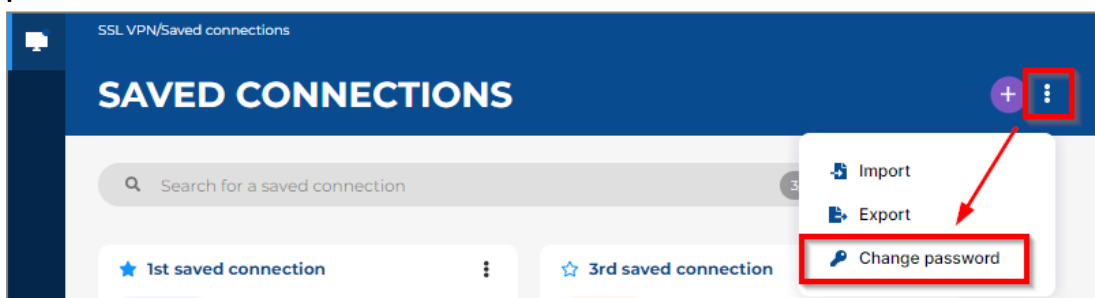 SSL VPN/Saved connections
SAVED CONNECTIONS
Search for a saved connection
3
Import
Export
Change password
1st saved connection
3rd saved connection